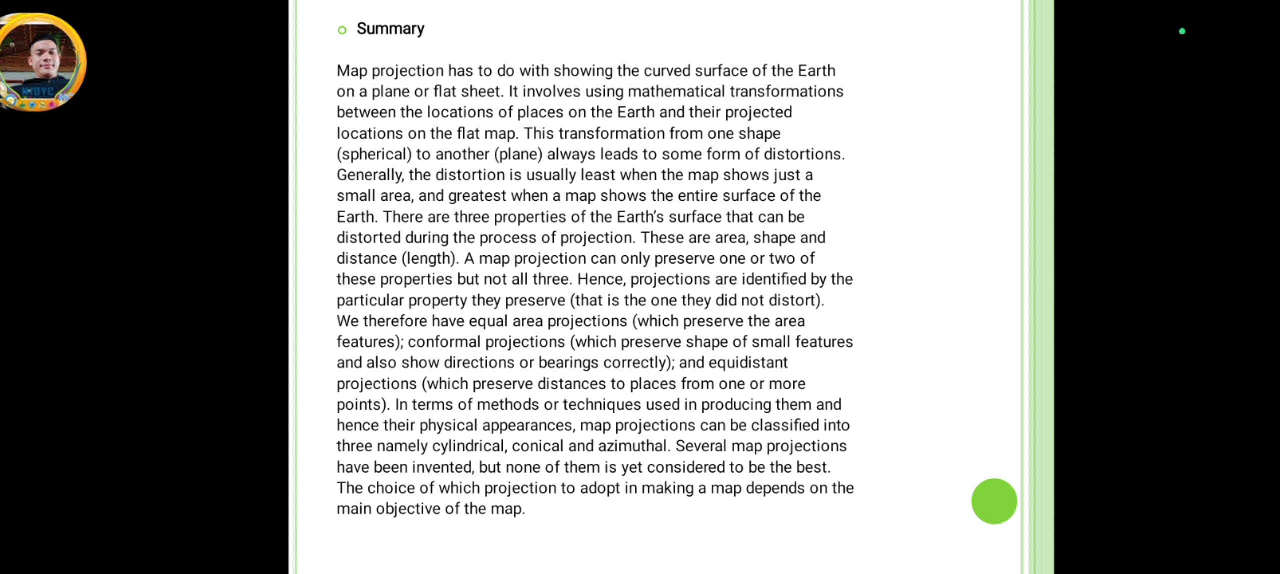 Summary
Map projection has to do with showing the curved surface of the Earth
on a plane or flat sheet. It involves using mathematical transformations
between the locations of places on the Earth and their projected
locations on the flat map. This transformation from one shape
(spherical) to another (plane) always leads to some form of distortions.
Generally, the distortion is usually least when the map shows just a
small area, and greatest when a map shows the entire surface of the
Earth. There are three properties of the Earth’s surface that can be
distorted during the process of projection. These are area, shape and
distance (length). A map projection can only preserve one or two of
these properties but not all three. Hence, projections are identified by the
particular property they preserve (that is the one they did not distort).
We therefore have equal area projections (which preserve the area
features); conformal projections (which preserve shape of small features
and also show directions or bearings correctly); and equidistant
projections (which preserve distances to places from one or more
points). In terms of methods or techniques used in producing them and
hence their physical appearances, map projections can be classified into
three namely cylindrical, conical and azimuthal. Several map projections
have been invented, but none of them is yet considered to be the best.
The choice of which projection to adopt in making a map depends on the
main objective of the map.